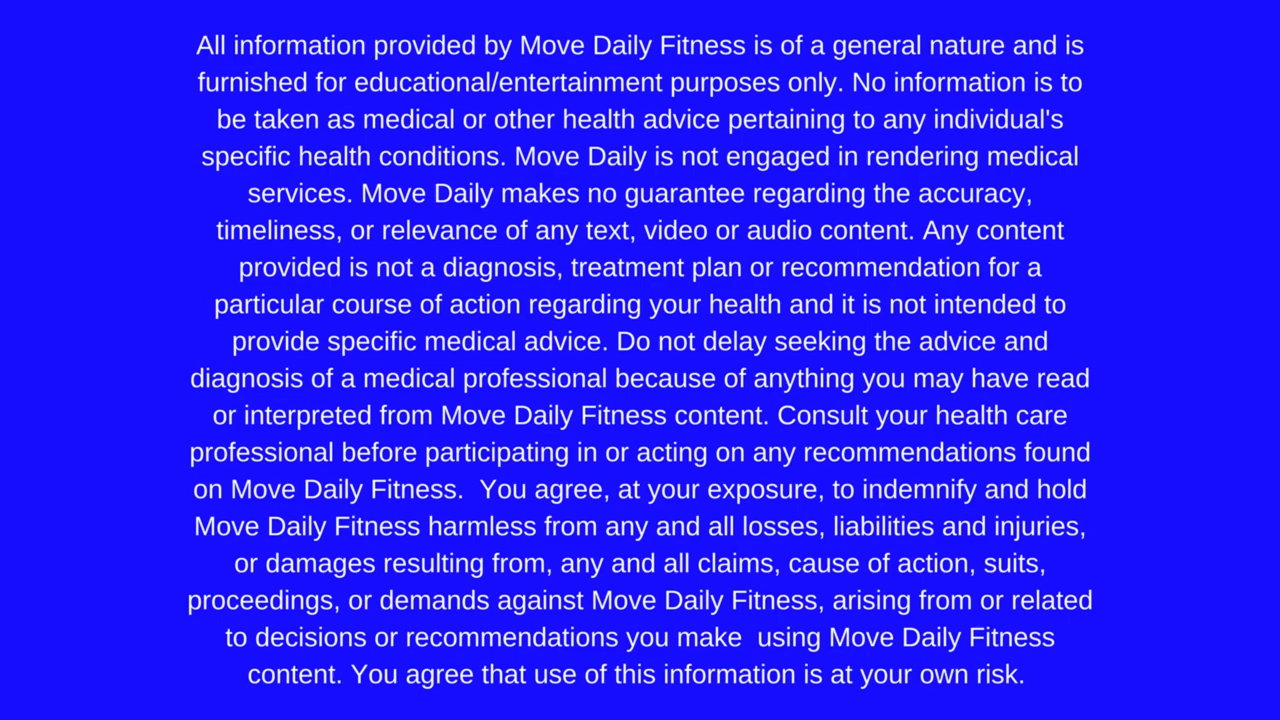 All information provided by Move Daily Fitness is of a general nature and is
furnished for educational/entertainment purposes only. No information is to
be taken as medical or other health advice pertaining to any individual's
specific health conditions. Move Daily is not engaged in rendering medical
services. Move Daily makes no guarantee regarding the accuracy,
timeliness, or relevance of any text, video or audio content. Any content
provided is not a diagnosis, treatment plan or recommendation for a
particular course of action regarding your health and it is not intended to
provide specific medical advice. Do not delay seeking the advice and
diagnosis of a medical professional because of anything you may have read
or interpreted from Move Daily Fitness content. Consult your health care
professional before participating in or acting on any recommendations found
on Move Daily Fitness.  You agree, at your exposure, to indemnify and hold
Move Daily Fitness harmless from any and all losses, liabilities and injuries,
or damages resulting from, any and all claims, cause of action, suits,
proceedings, or demands against Move Daily Fitness, arising from or related
to decisions or recommendations you make  using Move Daily Fitness
content. You agree that use of this information is at your own risk.